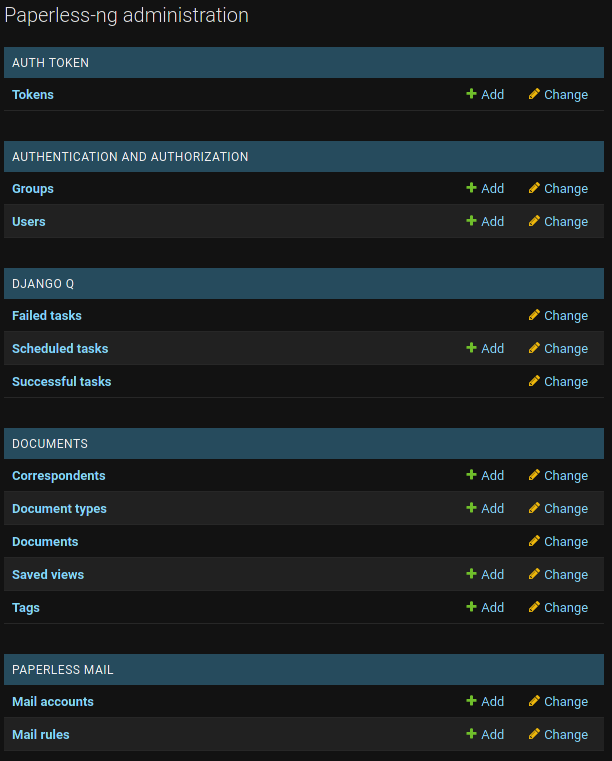 Paperless-ng administration
AUTH TOKEN
Tokens Add Change
AUTHENTICATION AND AUTHORIZATION
Groups Add Change
Users Add Change
DJANGO Q
Failed tasks Change
Scheduled tasks Add Change
Successful tasks Change
DOCUMENTS
Correspondents Add Change
Document types Add Change
Documents Change
Saved views Add Change
Tags Add Change
PAPERLESS MAIL
Mail accounts Add Change
Mail rules Add Change